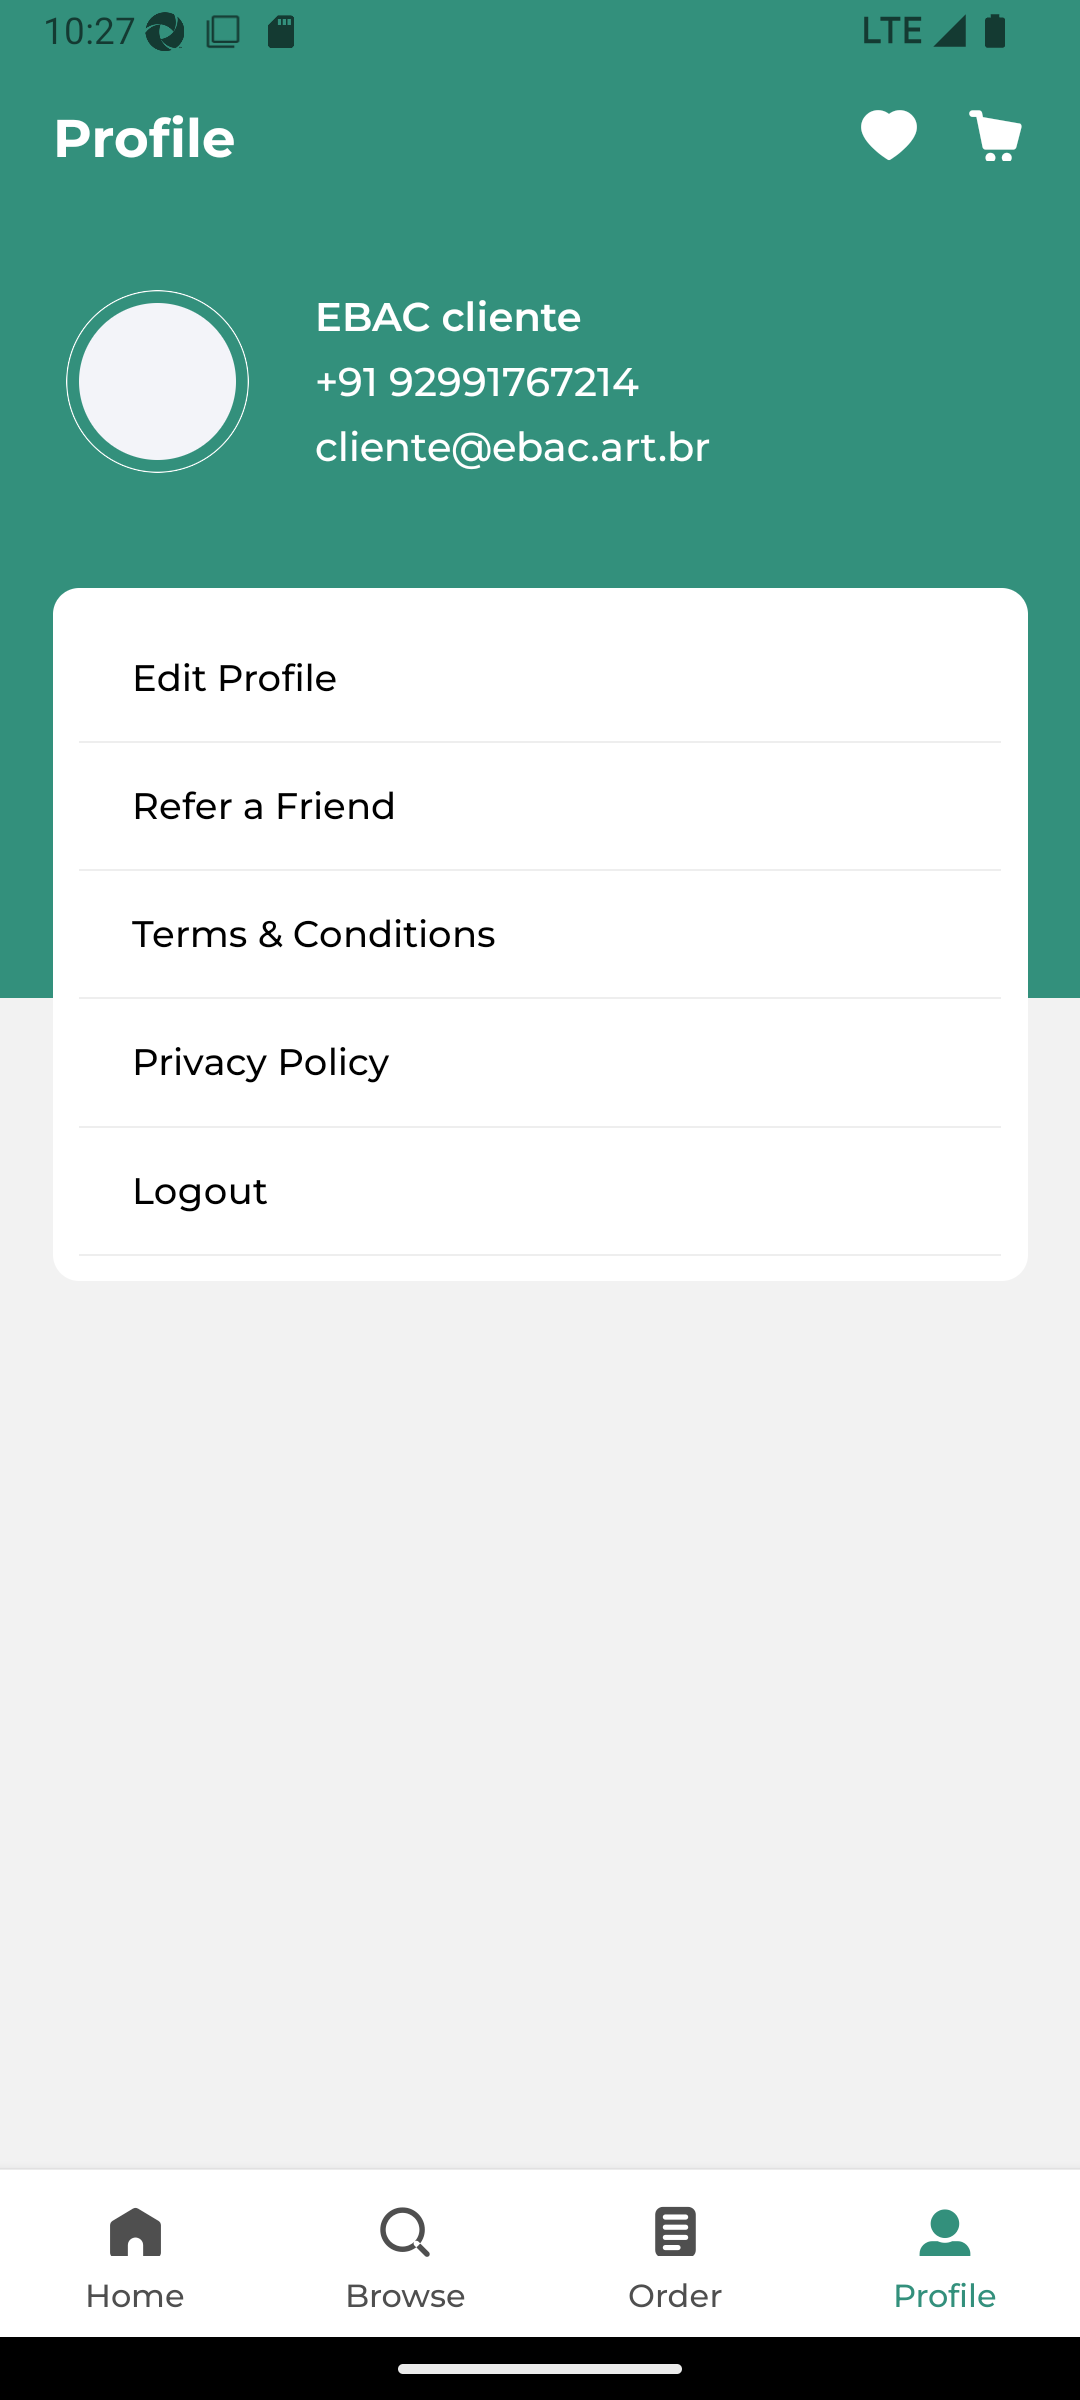 10:27 LTE
Profile
EBAC cliente
+91 92991767214
cliente@ebac.art.br
Edit Profile
Refer a Friend
Terms & Conditions
Privacy Policy
Logout
Home Browse Order Profile